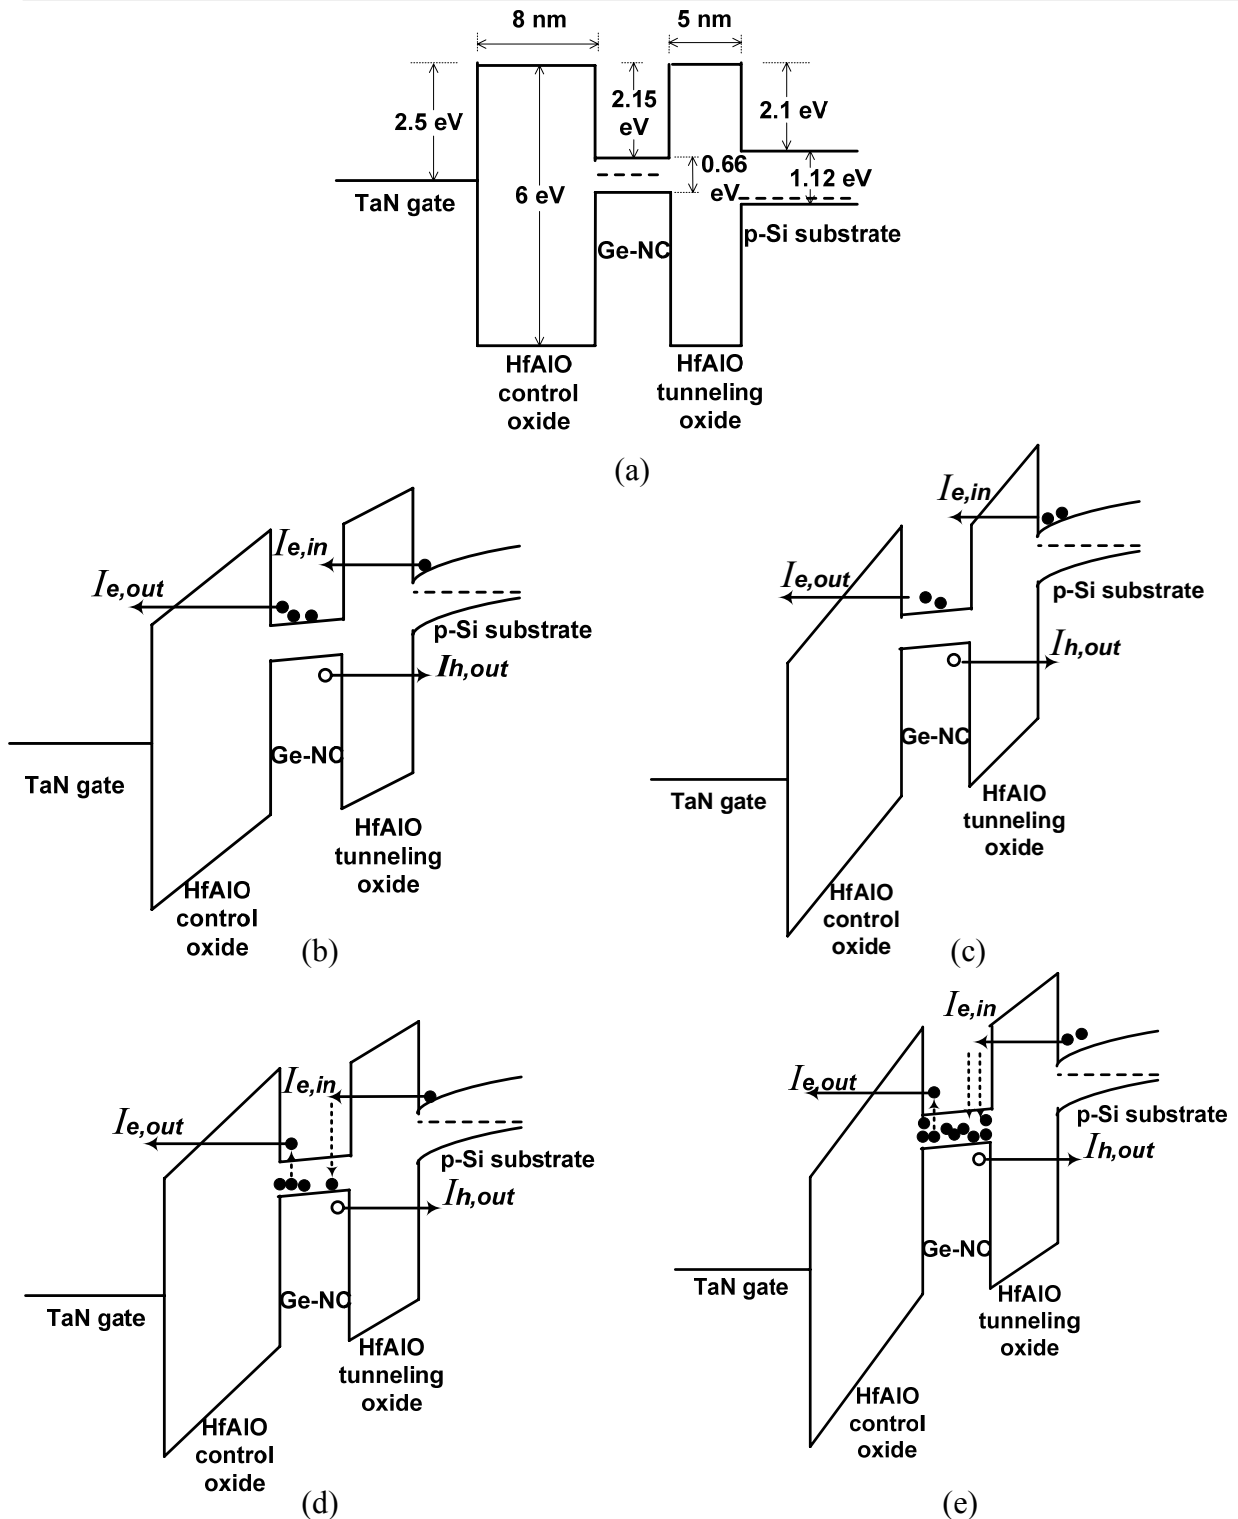 8 nm
5 nm
2.5 eV
2.15
eV
2.1 eV
6 eV
0.66
eV
1.12 eV
TaN gate
Ge-NC
p-Si substrate
HfAlO
control
oxide
HfAlO
tunneling
oxide
(a)
Ie,in
Ie,out
p-Si substrate
Ih,out
Ge-NC
TaN gate
HfAlO
tunneling
oxide
HfAlO
control
oxide
(b)
Ie,in
Ie,out
p-Si substrate
Ih,out
Ge-NC
TaN gate
HfAlO
tunneling
oxide
HfAlO
control
oxide
(c)
Ie,in
Ie,out
p-Si substrate
Ih,out
Ge-NC
TaN gate
HfAlO
tunneling
oxide
HfAlO
control
oxide
(d)
Ie,in
Ie,out
p-Si substrate
Ih,out
Ge-NC
TaN gate
HfAlO
tunneling
oxide
HfAlO
control
oxide
(e)